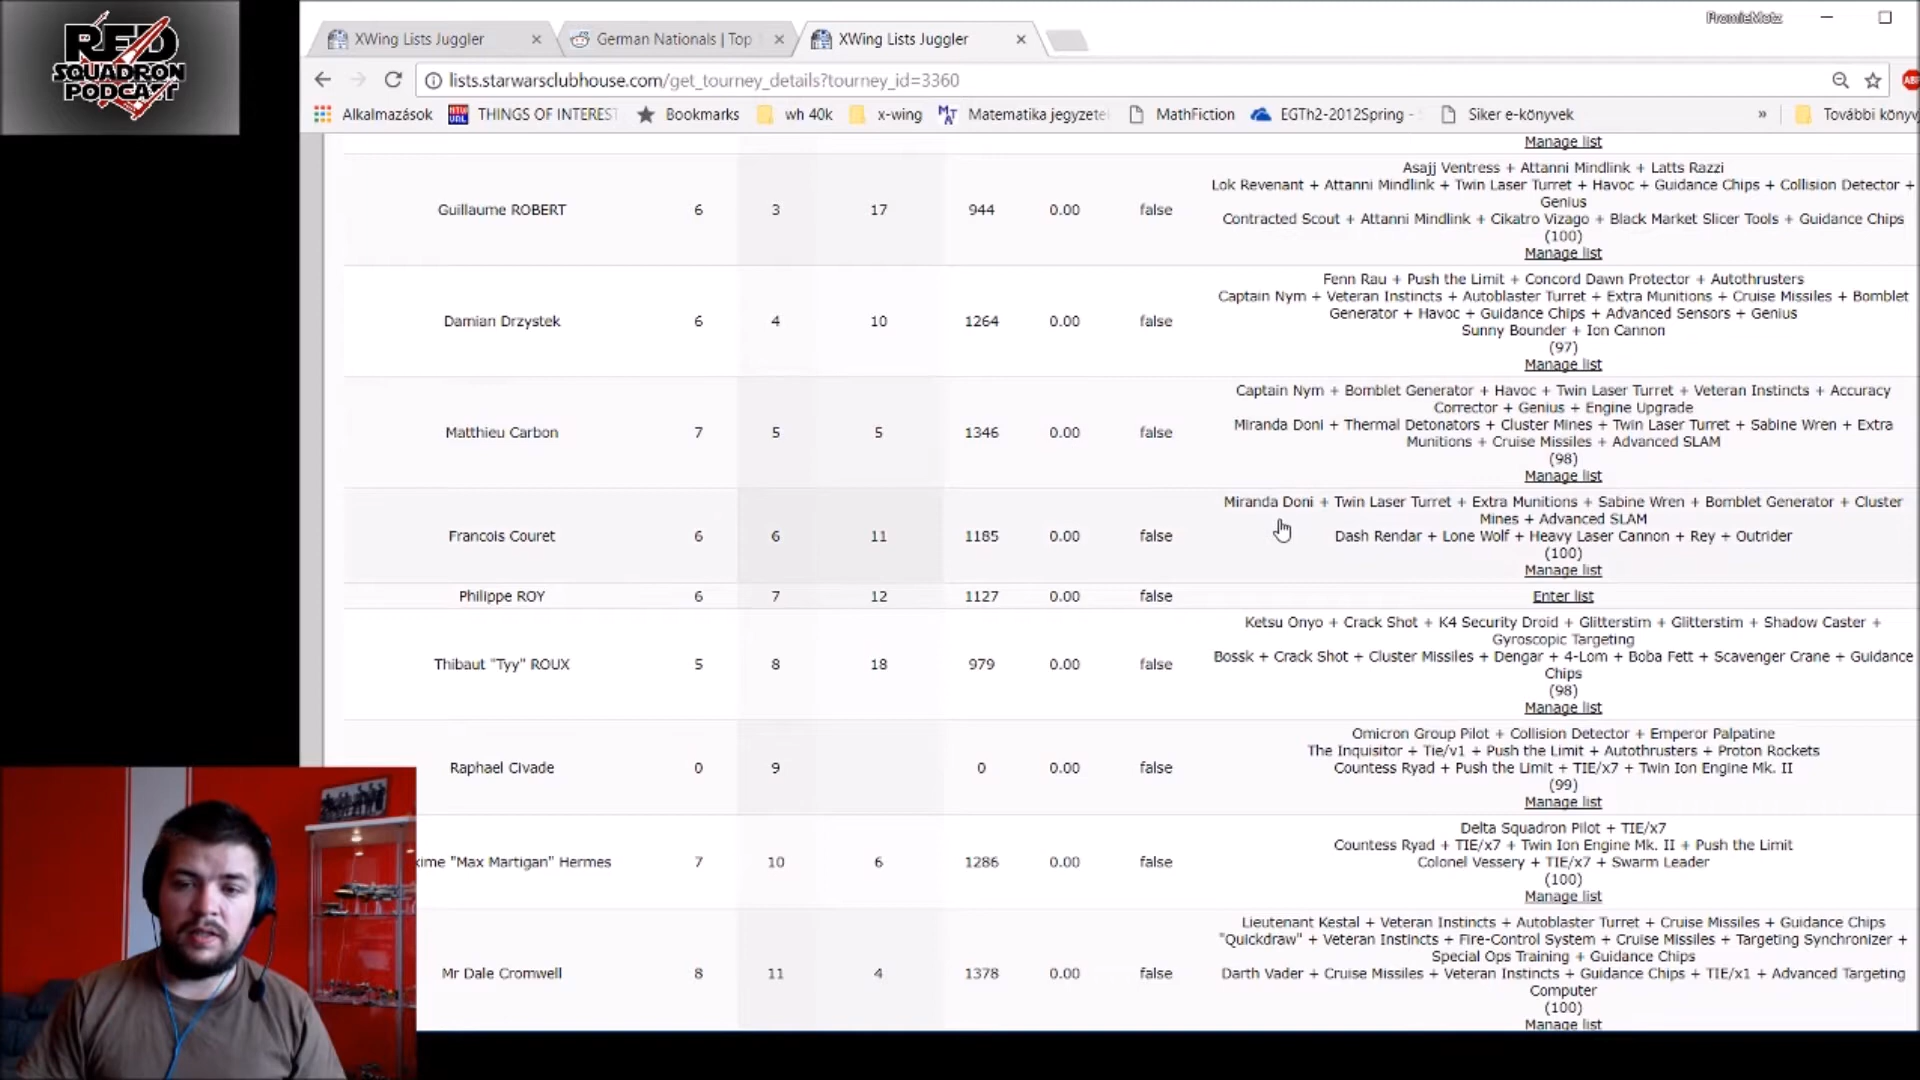 RED
SQUADRON
PODCAST
PromieMotz
XWing Lists Juggler
German Nationals | Top
XWing Lists Juggler
lists.starwarsclubhouse.com/get_tourney_details?tourney_id=3360
Alkalmazások THINGS OF INTEREST Bookmarks wh 40k x-wing Matematika jegyzete MathFiction EGTh2-2012Spring - Siker e-könyvek » További könyv
Manage list
Asajj Ventress + Attanni Mindlink + Latts Razzi
Lok Revenant + Attanni Mindlink + Twin Laser Turret + Havoc + Guidance Chips + Collision Detector +
Guillaume ROBERT 6 3 17 944 0.00 false Genius
Contracted Scout + Attanni Mindlink + Cikatro Vizago + Black Market Slicer Tools + Guidance Chips
(100)
Manage list
Fenn Rau + Push the Limit + Concord Dawn Protector + Autothrusters
Captain Nym + Veteran Instincts + Autoblaster Turret + Extra Munitions + Cruise Missiles + Bomblet
Damian Drzystek 6 4 10 1264 0.00 false Generator + Havoc + Guidance Chips + Advanced Sensors + Genius
Sunny Bounder + Ion Cannon
(97)
Manage list
Captain Nym + Bomblet Generator + Havoc + Twin Laser Turret + Veteran Instincts + Accuracy
Corrector + Genius + Engine Upgrade
Matthieu Carbon 7 5 5 1346 0.00 false Miranda Doni + Thermal Detonators + Cluster Mines + Twin Laser Turret + Sabine Wren + Extra
Munitions + Cruise Missiles + Advanced SLAM
(98)
Manage list
Miranda Doni + Twin Laser Turret + Extra Munitions + Sabine Wren + Bomblet Generator + Cluster
Mines + Advanced SLAM
Francois Couret 6 6 11 1185 0.00 false Dash Rendar + Lone Wolf + Heavy Laser Cannon + Rey + Outrider
(100)
Manage list
Philippe ROY 6 7 12 1127 0.00 false Enter list
Ketsu Onyo + Crack Shot + K4 Security Droid + Glitterstim + Glitterstim + Shadow Caster +
Gyroscopic Targeting
Thibaut "Tyy" ROUX 5 8 18 979 0.00 false Bossk + Crack Shot + Cluster Missiles + Dengar + 4-Lom + Boba Fett + Scavenger Crane + Guidance
Chips
(98)
Manage list
Omicron Group Pilot + Collision Detector + Emperor Palpatine
The Inquisitor + Tie/v1 + Push the Limit + Autothrusters + Proton Rockets
Raphael Civade 0 9 0 0.00 false Countess Ryad + Push the Limit + TIE/x7 + Twin Ion Engine Mk. II
(99)
Manage list
Delta Squadron Pilot + TIE/x7
Countess Ryad + TIE/x7 + Twin Ion Engine Mk. II + Push the Limit
"Max Martigan" Hermes 7 10 6 1286 0.00 false Colonel Vessery + TIE/x7 + Swarm Leader
(100)
Manage list
Lieutenant Kestal + Veteran Instincts + Autoblaster Turret + Cruise Missiles + Guidance Chips
"Quickdraw" + Veteran Instincts + Fire-Control System + Cruise Missiles + Targeting Synchronizer +
Special Ops Training + Guidance Chips
Mr Dale Cromwell 8 11 4 1378 0.00 false Darth Vader + Cruise Missiles + Veteran Instincts + Guidance Chips + TIE/x1 + Advanced Targeting
Computer
(100)
Manage list